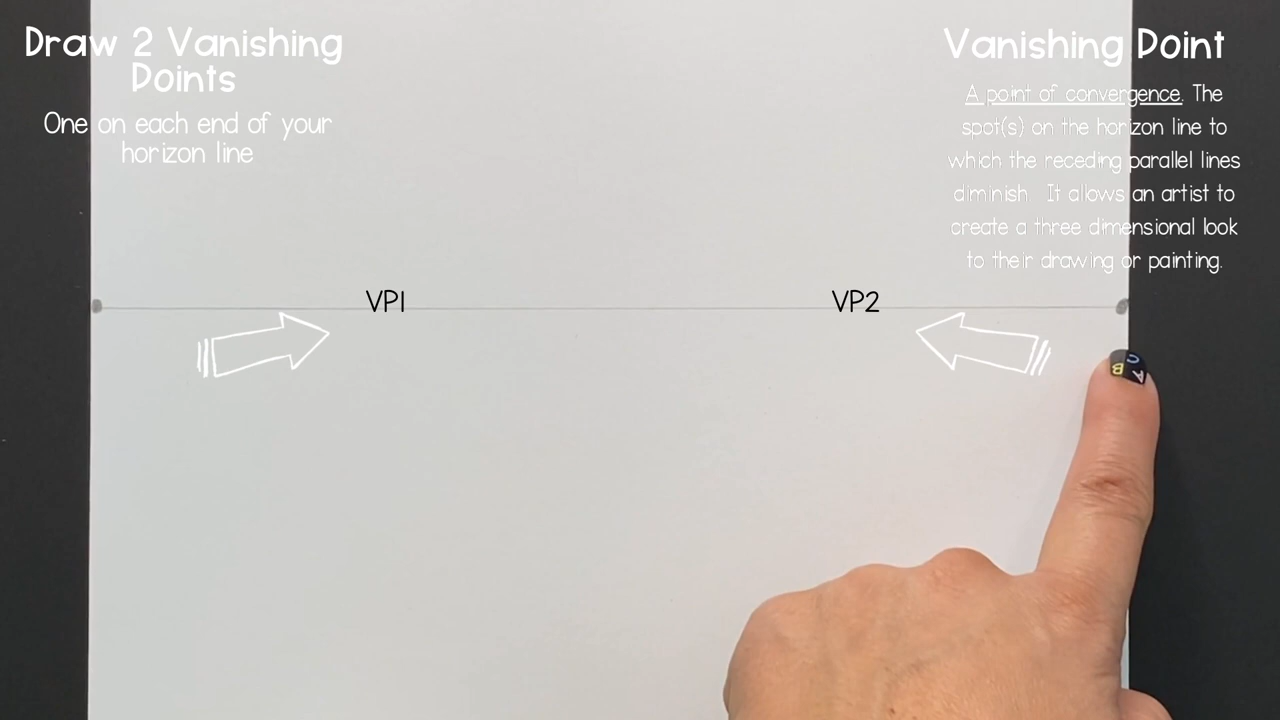 Draw 2 Vanishing
Points
One on each end of your
horizon line
Vanishing Point
A point of convergence. The
spot(s) on the horizon line to
which the receding parallel lines
diminish. It allows an artist to
create a three dimensional look
to their drawing or painting.
VP1
VP2
A
B
C